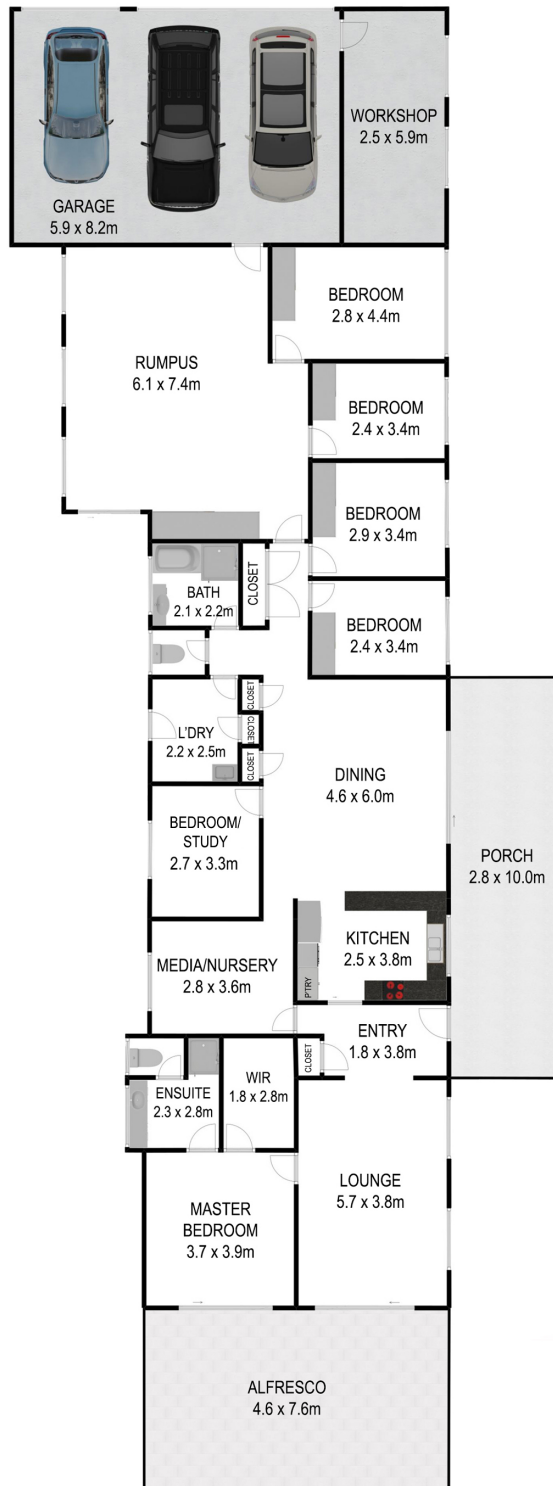 WORKSHOP
2.5 x 5.9m
GARAGE
5.9 x 8.2m
BEDROOM
2.8 x 4.4m
RUMPUS
6.1 x 7.4m
BEDROOM
2.4 x 3.4m
BEDROOM
2.9 x 3.4m
BATH
2.1 x 2.2m
CLOSET
BEDROOM
2.4 x 3.4m
CLOSET
CLOSET
CLOSET
L'DRY
2.2 x 2.5m
DINING
4.6 x 6.0m
BEDROOM/
STUDY
2.7 x 3.3m
PORCH
2.8 x 10.0m
KITCHEN
2.5 x 3.8m
P'TRY
MEDIA/NURSERY
2.8 x 3.6m
ENTRY
1.8 x 3.8m
CLOSET
WIR
1.8 x 2.8m
ENSUITE
2.3 x 2.8m
LOUNGE
5.7 x 3.8m
MASTER
BEDROOM
3.7 x 3.9m
ALFRESCO
4.6 x 7.6m